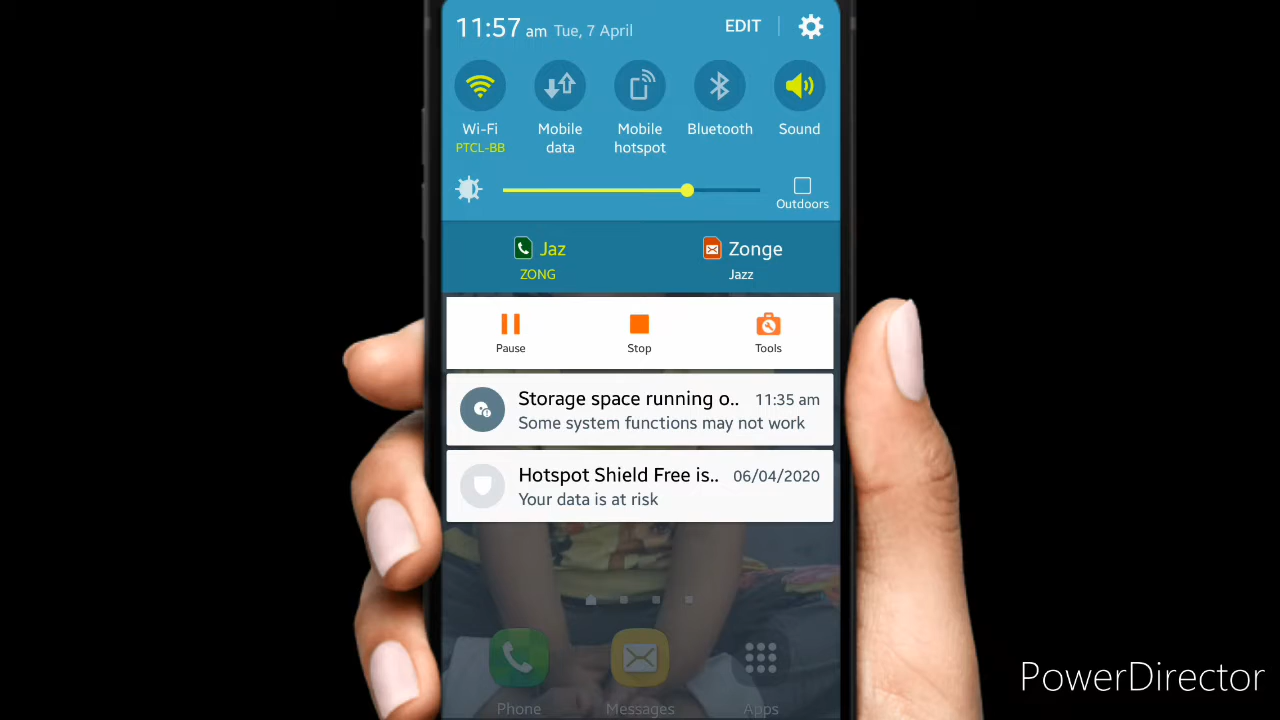 11:57 am Tue, 7 April EDIT
Wi-Fi
PTCL-BB
Mobile
data
Mobile
hotspot
Bluetooth
Sound
Outdoors
Jaz
ZONG
Zonge
Jazz
Pause
Stop
Tools
Storage space running o.. 11:35 am
Some system functions may not work
Hotspot Shield Free is.. 06/04/2020
Your data is at risk
Phone
Messages
Apps
PowerDirector